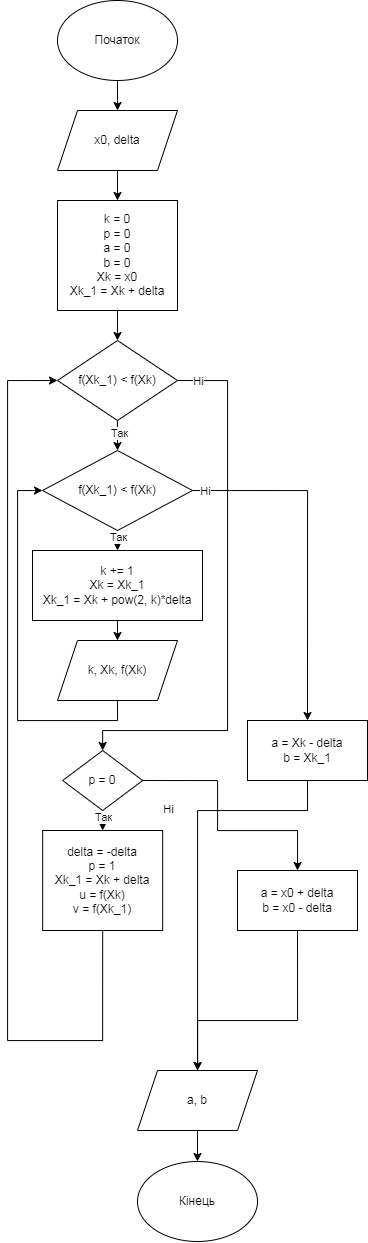 Початок
x0, delta
k = 0
p = 0
a = 0
b = 0
Xk = x0
Xk_1 = Xk + delta
f(Xk_1) < f(Xk)
Ні
Так
f(Xk_1) < f(Xk)
Ні
Так
k += 1
Xk = Xk_1
Xk_1 = Xk + pow(2, k)*delta
k, Xk, f(Xk)
a = Xk - delta
b = Xk_1
p = 0
Ні
Так
delta = -delta
p = 1
Xk_1 = Xk + delta
u = f(Xk)
v = f(Xk_1)
a = x0 + delta
b = x0 - delta
a, b
Кінець